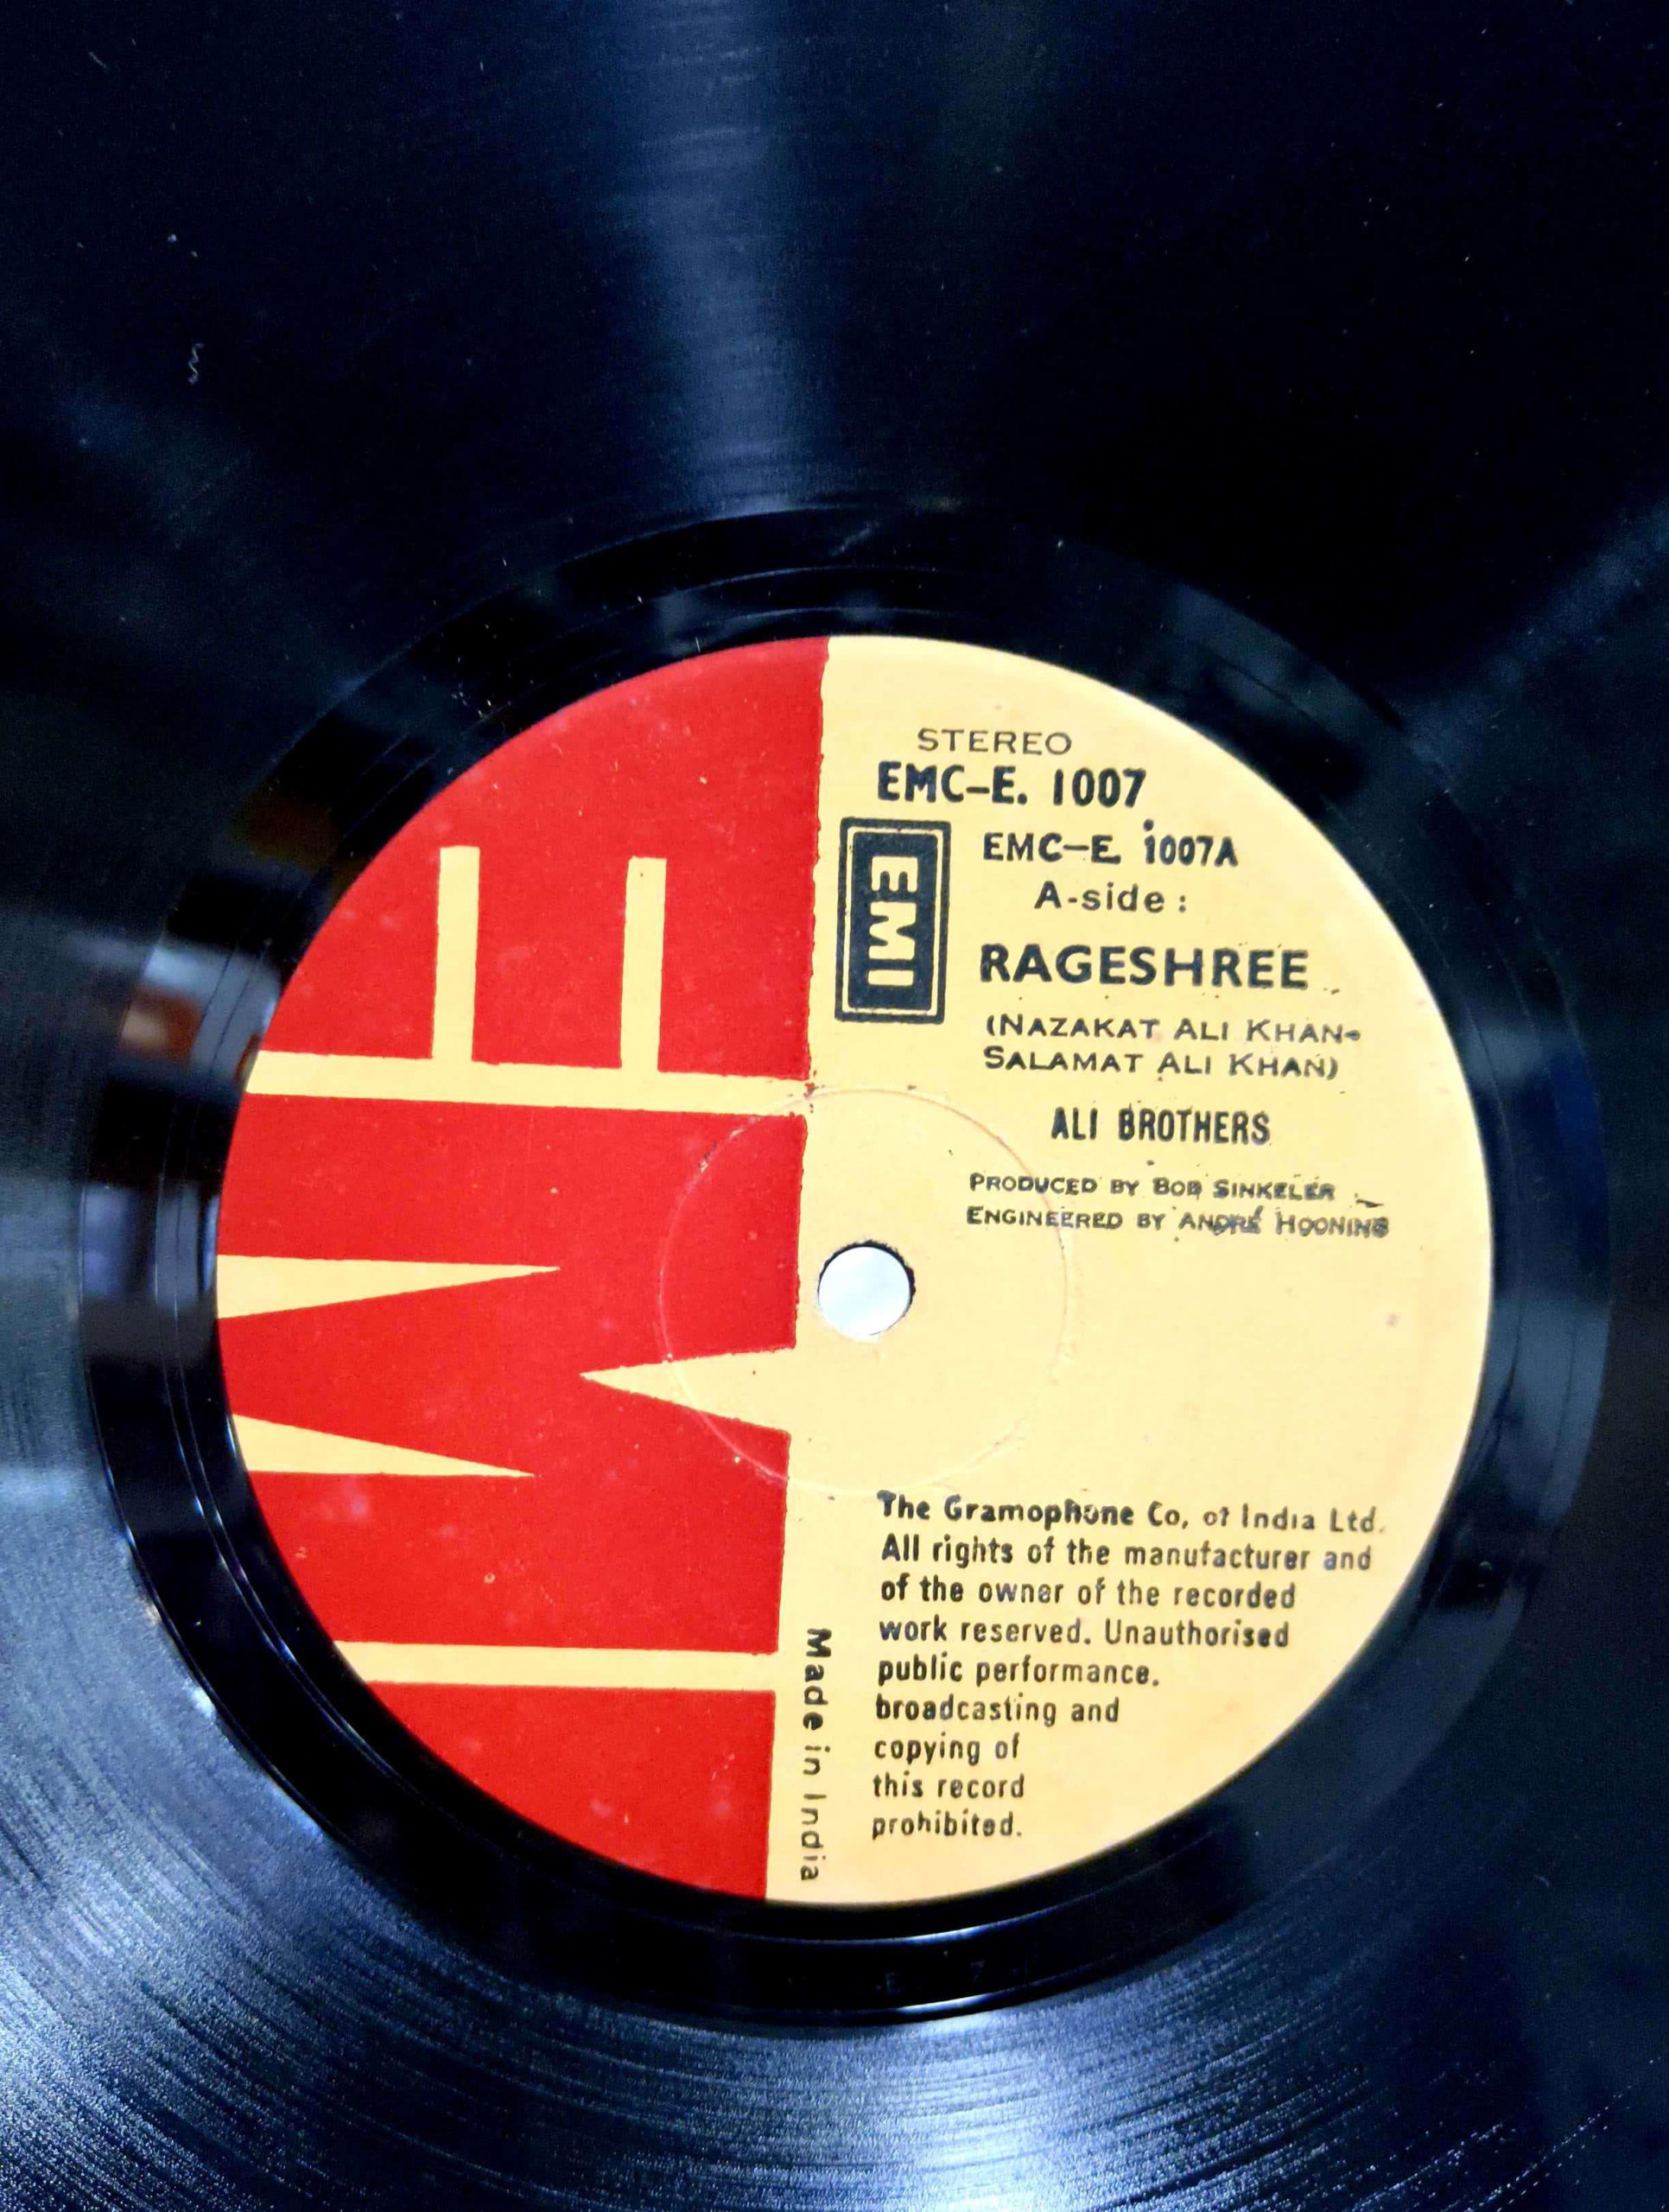 STEREO
EMC-E. 1007
EMC-E. 1007A
A-side :
RAGESHREE
(NAZAKAT ALI KHAN-
SALAMAT ALI KHAN)
ALI BROTHERS
PRODUCED BY BOB SINKELER
ENGINEERED BY ANDRÉ HOONING
EMI
EMI
The Gramophone Co, of India Ltd.
All rights of the manufacturer and
of the owner of the recorded
work reserved. Unauthorised
public performance.
broadcasting and
copying of
this record
prohibited.
Made in India